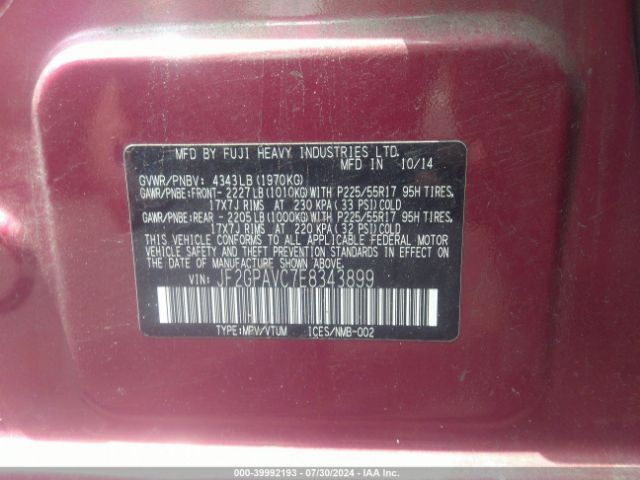 MFD BY FUJI HEAVY INDUSTRIES LTD.
MFD IN 10/14
GVWR/PNBV: 4343LB(1970KG)
GAWR/PNBE:FRONT-2227LB(1010KG)WITH P225/55R17 95H TIRES,
17X7J RIMS AT 230 KPA(33 PSI)COLD
GAWR/PNBE:REAR -2205LB(1000KG)WITH P225/55R17 95H TIRES,
17X7J RIMS AT 220 KPA(32 PSI)COLD
THIS VEHICLE CONFORMS TO ALL APPLICABLE FEDERAL MOTOR
VEHICLE SAFETY AND THEFT PREVENTION STANDARDS IN EFFECT
ON THE DATE OF MANUFACTURE SHOWN ABOVE.
VIN: JF2GPAVC7E8343899
TYPE:MPV/VTUM ICES/NMB-002
000-39992193 - 07/30/2024 - IAA Inc.